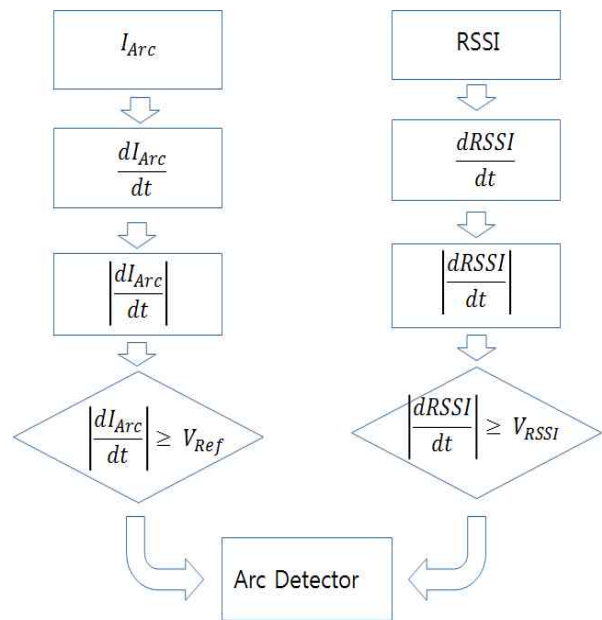 I_Arc
dI_Arc/dt
|dI_Arc/dt|
|dI_Arc/dt| ≥ V_Ref
RSSI
dRSSI/dt
|dRSSI/dt|
|dRSSI/dt| ≥ V_RSSI
Arc Detector